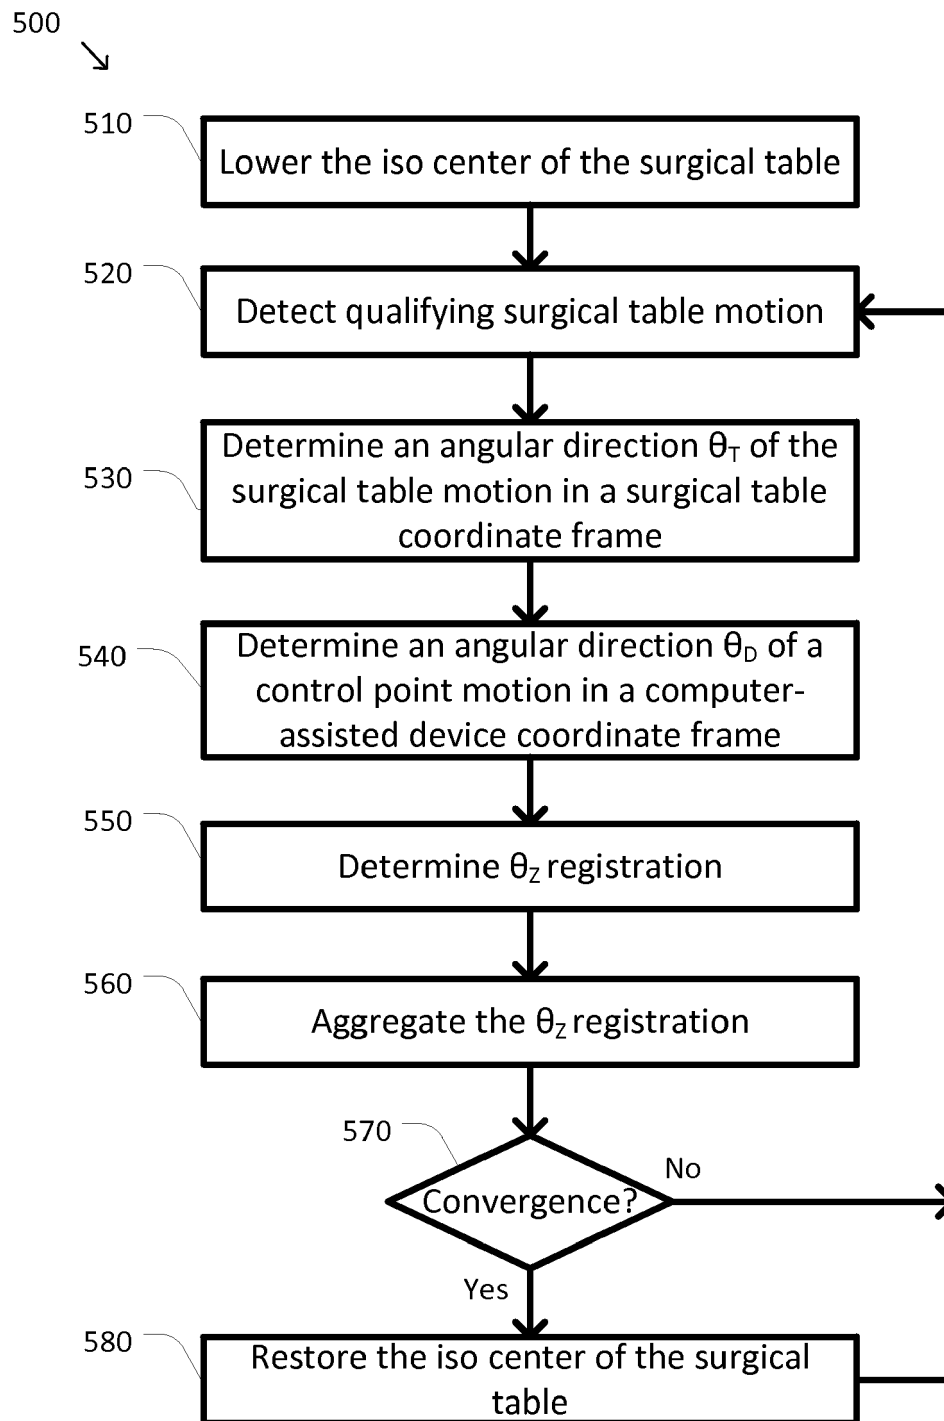 500
510
Lower the iso center of the surgical table
520
Detect qualifying surgical table motion
530
Determine an angular direction θT of the
surgical table motion in a surgical table
coordinate frame
540
Determine an angular direction θD of a
control point motion in a computer-
assisted device coordinate frame
550
Determine θZ registration
560
Aggregate the θZ registration
570
Convergence?
No
Yes
580
Restore the iso center of the surgical
table